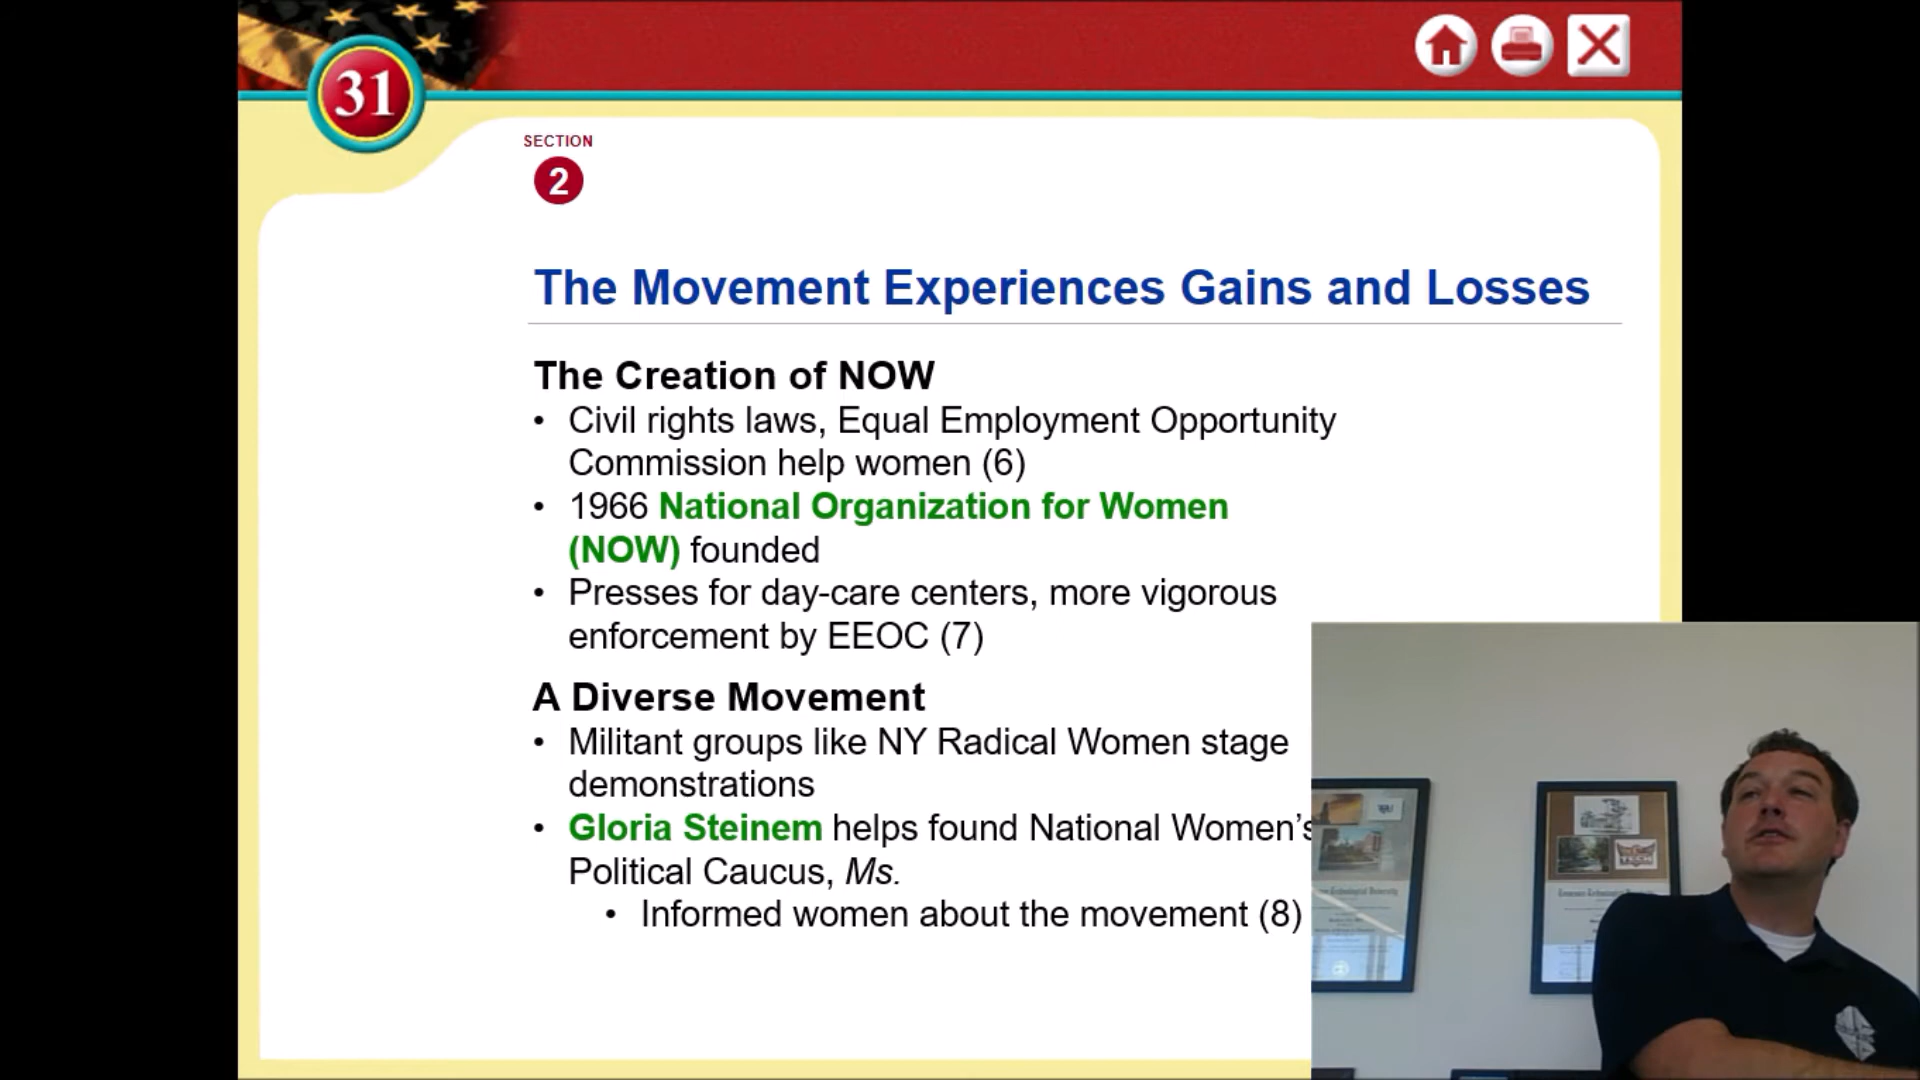 31
SECTION
2
The Movement Experiences Gains and Losses
The Creation of NOW
• Civil rights laws, Equal Employment Opportunity
Commission help women (6)
• 1966 National Organization for Women
(NOW) founded
• Presses for day-care centers, more vigorous
enforcement by EEOC (7)
A Diverse Movement
• Militant groups like NY Radical Women stage
demonstrations
• Gloria Steinem helps found National Women's
Political Caucus, Ms.
• Informed women about the movement (8)
TECH